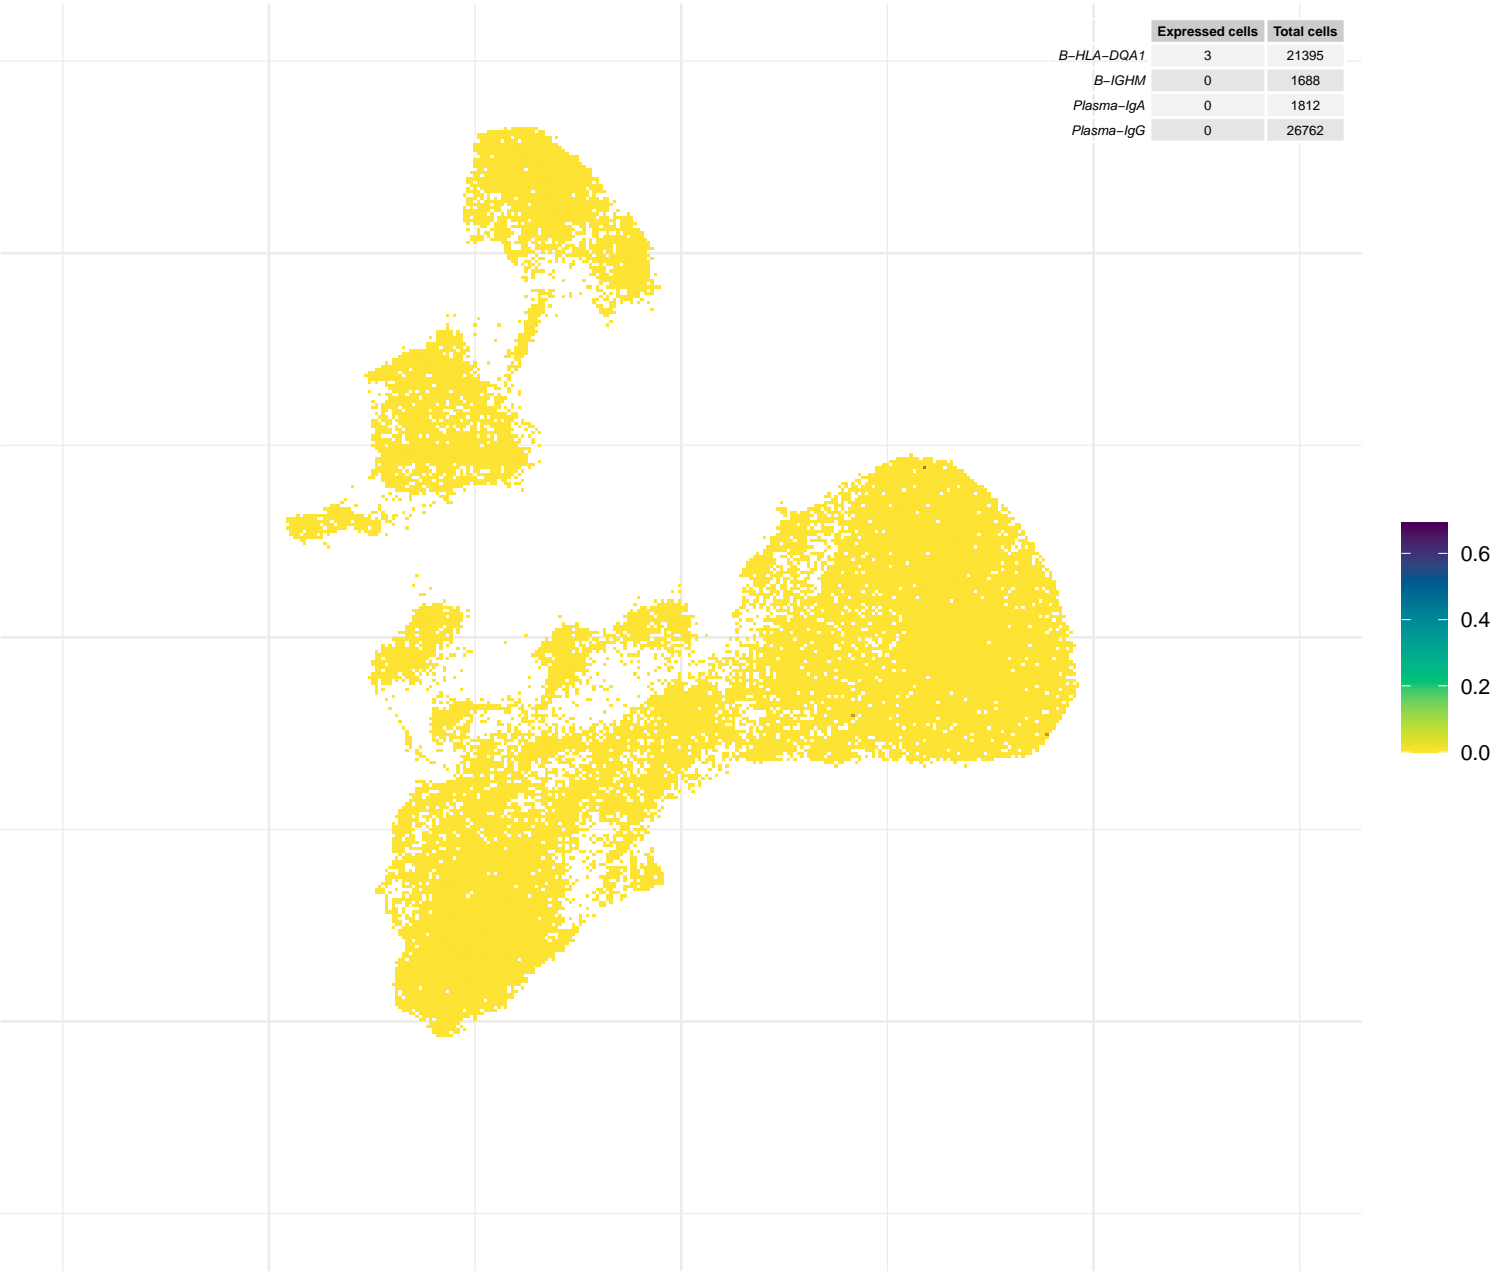 Expressed cells Total cells
B−HLA−DQA1 3 21395
B−IGHM 0 1688
Plasma−IgA 0 1812
Plasma−IgG 0 26762
0.6
0.4
0.2
0.0